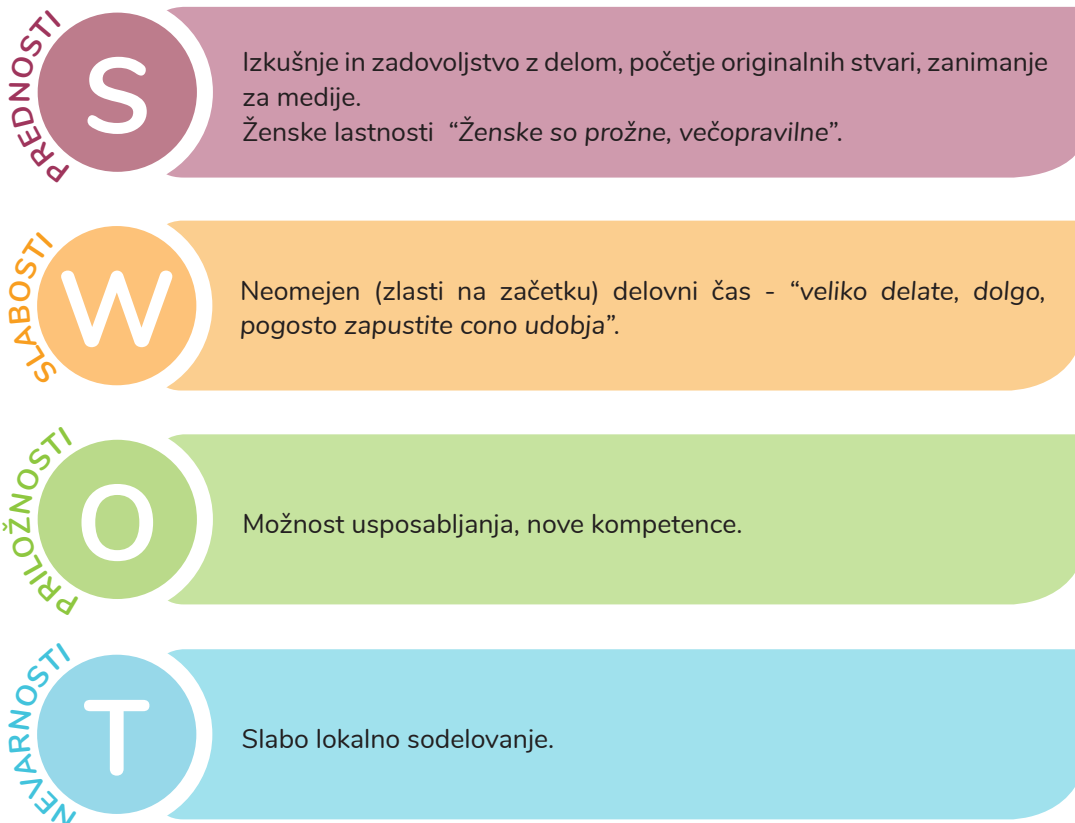 PREDNOSTI
S
Izkušnje in zadovoljstvo z delom, početje originalnih stvari, zanimanje
za medije.
Ženske lastnosti “Ženske so prožne, večopravilne”.
SLABOSTI
W
Neomejen (zlasti na začetku) delovni čas - “veliko delate, dolgo,
pogosto zapustite cono udobja”.
PRILOŽNOSTI
O
Možnost usposabljanja, nove kompetence.
NEVARNOSTI
T
Slabo lokalno sodelovanje.